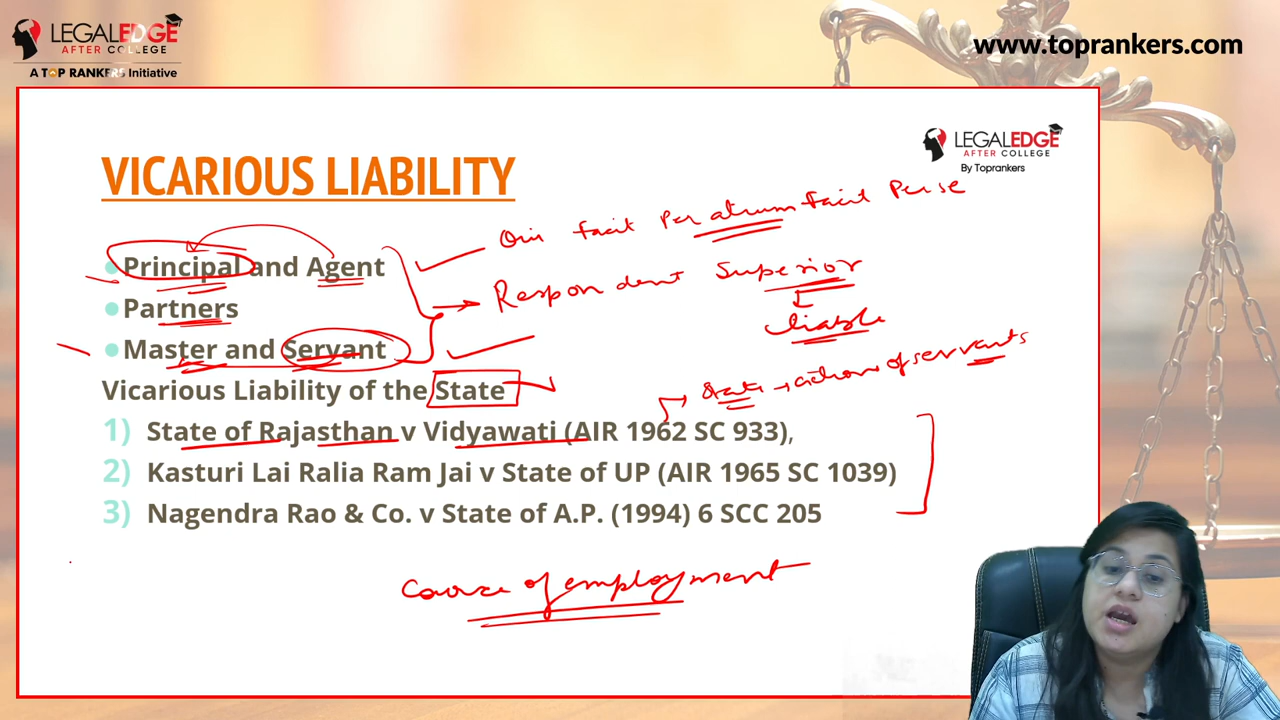 LEGALEDGE
AFTER COLLEGE
A TOP RANKERS Initiative
www.toprankers.com
LEGALEDGE
AFTER COLLEGE
By Toprankers
VICARIOUS LIABILITY
Qui facit per alium facit Per se
Principal and Agent
Respondent Superior
Partners
liable
Master and Servant
State → actions of servants
Vicarious Liability of the State
1) State of Rajasthan v Vidyawati (AIR 1962 SC 933),
2) Kasturi Lai Ralia Ram Jai v State of UP (AIR 1965 SC 1039)
3) Nagendra Rao & Co. v State of A.P. (1994) 6 SCC 205
Course of employment